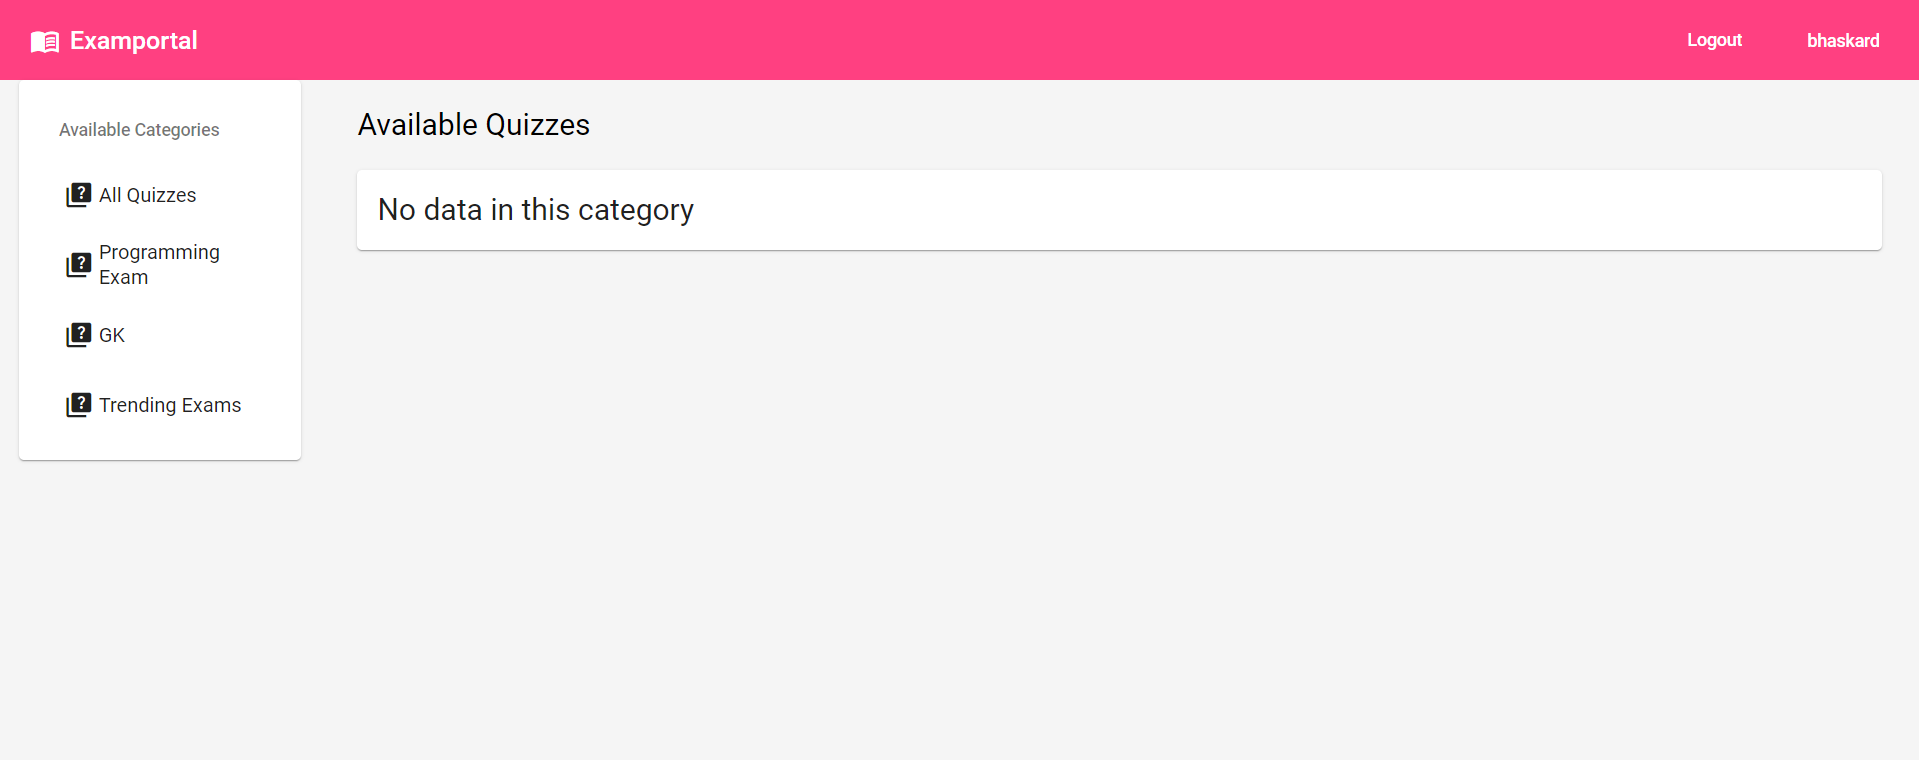 Examportal
Logout
bhaskard
Available Categories
? All Quizzes
? Programming
Exam
? GK
? Trending Exams
Available Quizzes
No data in this category